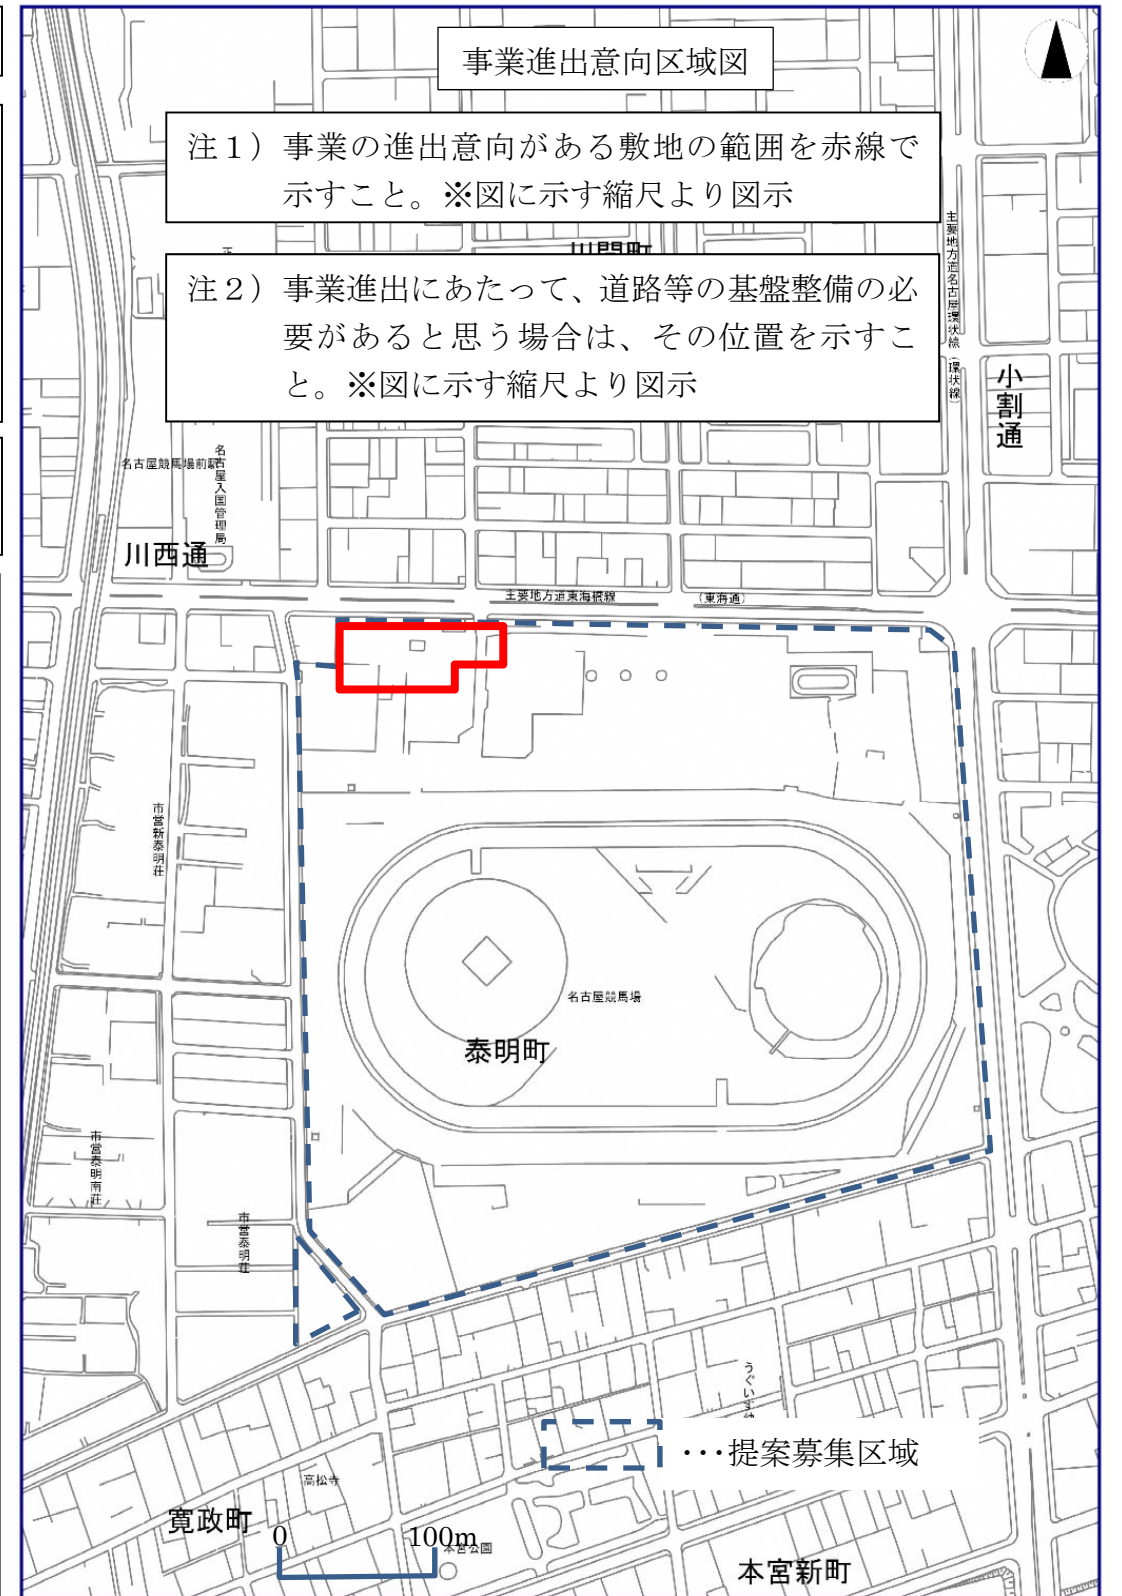 事業進出意向区域図
注１）事業の進出意向がある敷地の範囲を赤線で
示すこと。※図に示す縮尺より図示
注２）事業進出にあたって、道路等の基盤整備の必
要があると思う場合は、その位置を示すこ
と。※図に示す縮尺より図示
主要地方道名古屋環状線（環状線）
小割通
名古屋競馬場前駅
名古屋入国管理局
川西通
主要地方道東海橋線
（東海通）
市営新泰明荘
名古屋競馬場
泰明町
市営泰明南荘
市営泰明荘
うぐいす
・・・提案募集区域
高松寺
寛政町
0
100m
本宮公園
本宮新町